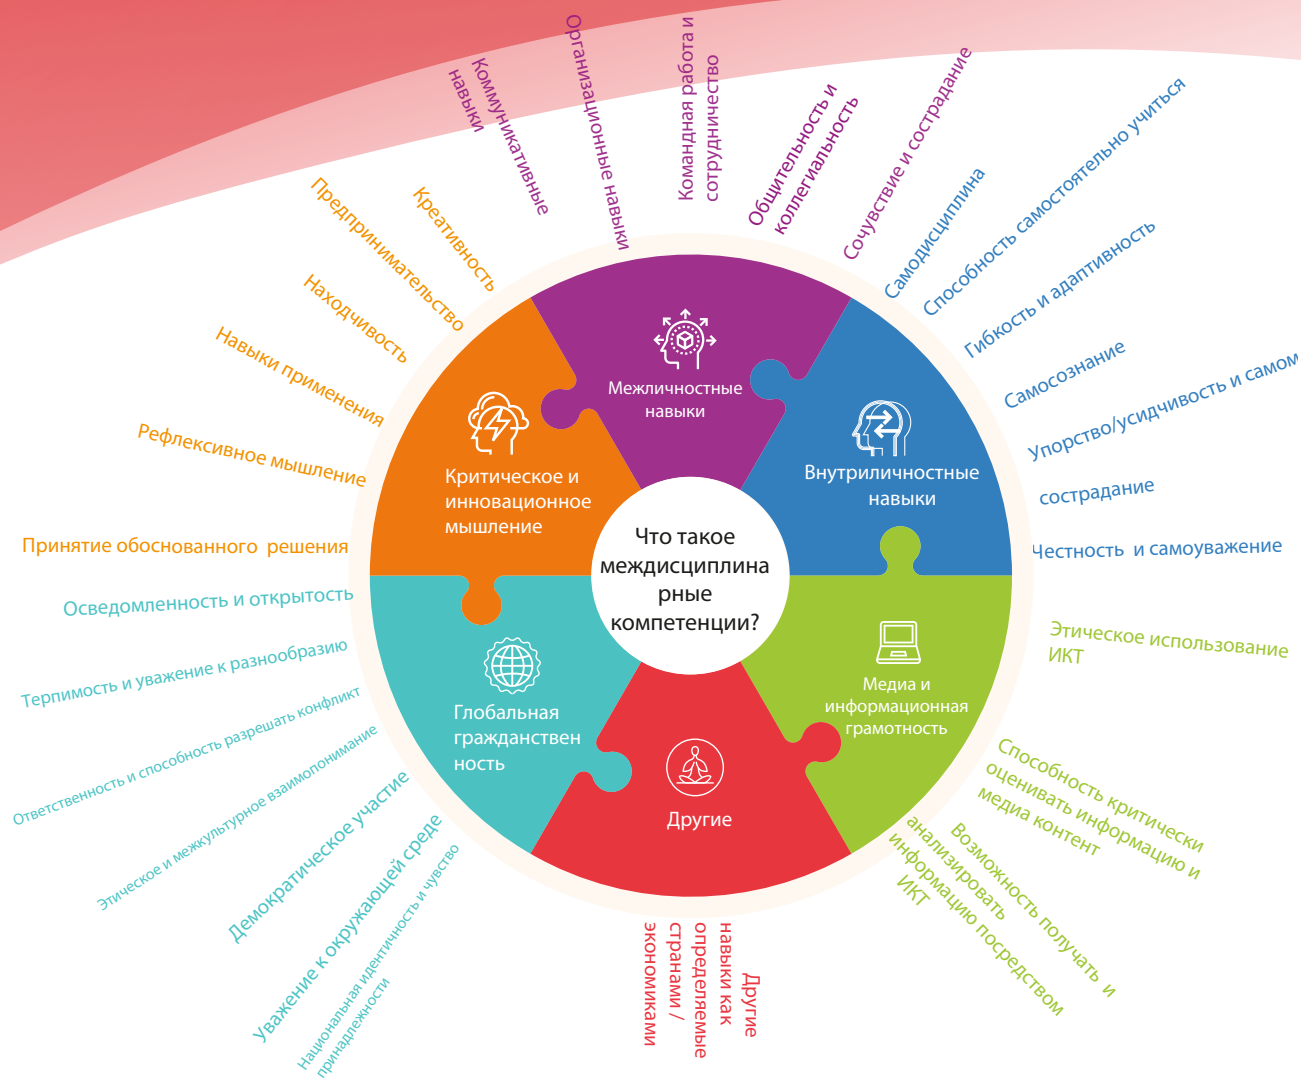 Что такое
междисциплина
рные
компетенции?
Межличностные
навыки
Коммуникативные
навыки
Организационные навыки
Командная работа и
сотрудничество
Общительность и
коллегиальность
Сочувствие и сострадание
Внутриличностные
навыки
Самодисциплина
Способность самостоятельно учиться
Гибкость и адаптивность
Самосознание
Упорство/усидчивость и самом
сострадание
Честность и самоуважение
Медиа и
информационная
грамотность
Этическое использование
ИКТ
Способность критически
оценивать информацию и
медиа контент
Возможность получать и
анализировать
информацию посредством
ИКТ
Другие
Другие
навыки как
определяемые
странами /
экономиками
Глобальная
гражданствен
ность
Осведомленность и открытость
Терпимость и уважение к разнообразию
Ответственность и способность разрешать конфликт
Этическое и межкультурное взаимопонимание
Демократическое участие
Уважение к окружающей среде
Национальная идентичность и чувство
принадлежности
Критическое и
инновационное
мышление
Креативность
Предпринимательство
Находчивость
Навыки применения
Рефлексивное мышление
Принятие обоснованного решения